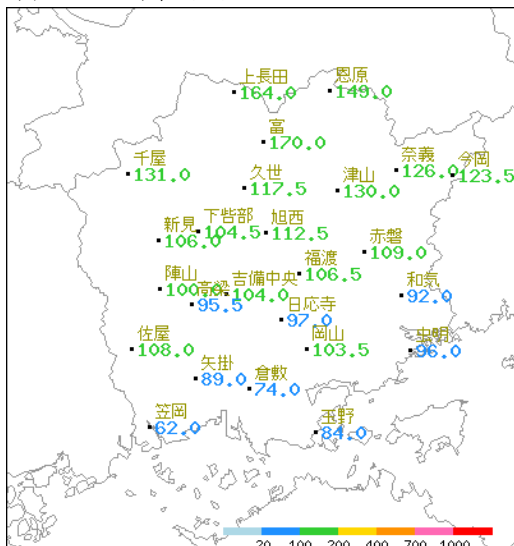 上長田
164.0
恩原
149.0
富
170.0
千屋
131.0
久世
117.5
津山
130.0
奈義
126.0
今岡
123.5
新見
106.0
下呰部
104.5
旭西
112.5
赤磐
109.0
福渡
106.5
陣山
100.0
高梁
95.5
吉備中央
104.0
日応寺
97.0
和気
92.0
佐屋
108.0
岡山
103.5
虫明
96.0
矢掛
89.0
倉敷
74.0
笠岡
62.0
玉野
84.0
20 100 200 400 700 1000